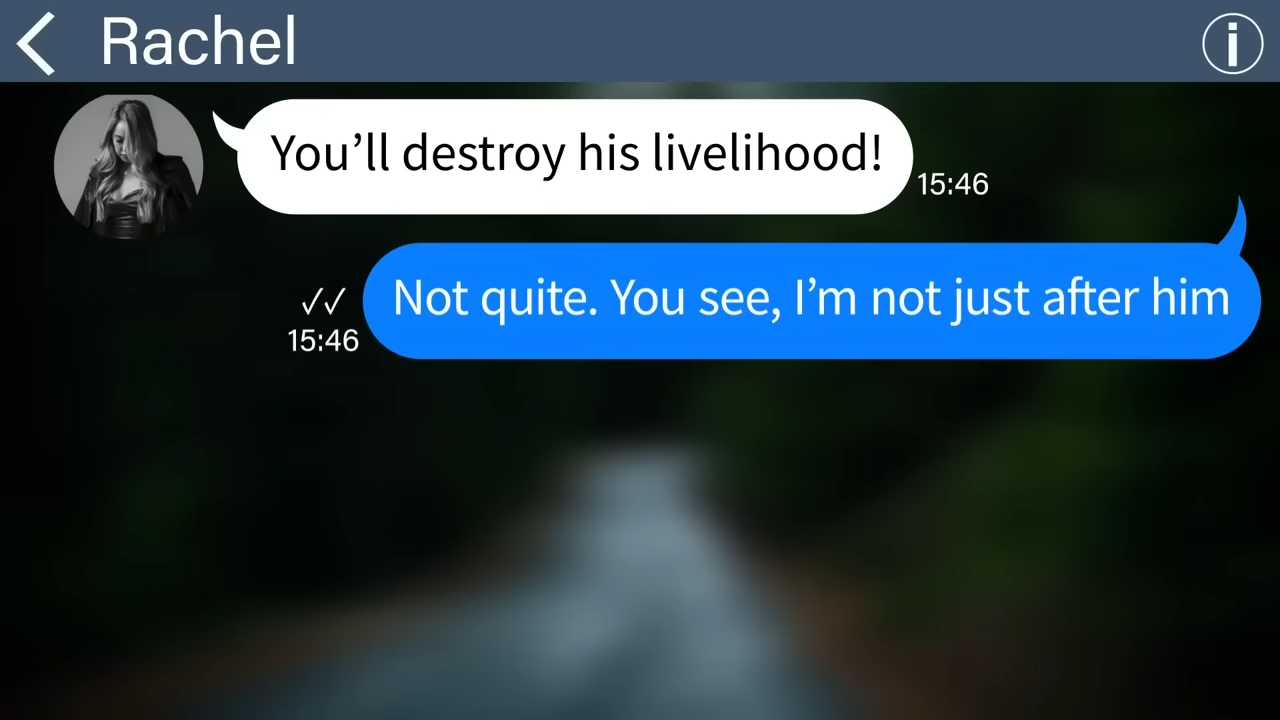 Rachel
You’ll destroy his livelihood!
15:46
Not quite. You see, I’m not just after him
✓✓
15:46